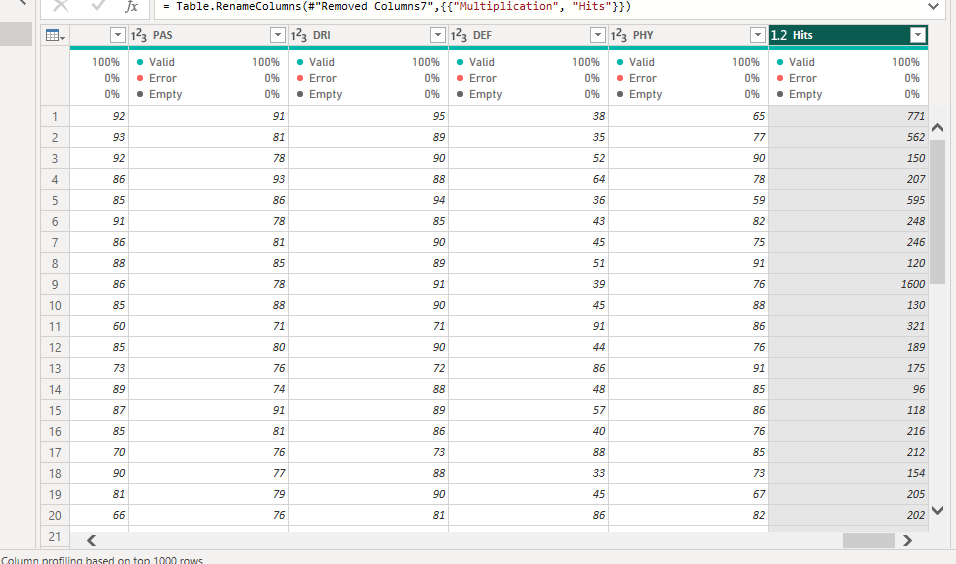 fx = Table.RenameColumns(#"Removed Columns7",{{"Multiplication", "Hits"}})
1²3 PAS 1²3 DRI 1²3 DEF 1²3 PHY 1.2 Hits
100% Valid 100% Valid 100% Valid 100% Valid 100% Valid 100%
0% Error 0% Error 0% Error 0% Error 0% Error 0%
0% Empty 0% Empty 0% Empty 0% Empty 0% Empty 0%
1 92 91 95 38 65 771
2 93 81 89 35 77 562
3 92 78 90 52 90 150
4 86 93 88 64 78 207
5 85 86 94 36 59 595
6 91 78 85 43 82 248
7 86 81 90 45 75 246
8 88 85 89 51 91 120
9 86 78 91 39 76 1600
10 85 88 90 45 88 130
11 60 71 71 91 86 321
12 85 80 90 44 76 189
13 73 76 72 86 91 175
14 89 74 88 48 85 96
15 87 91 89 57 86 118
16 85 81 86 40 76 216
17 70 76 73 88 85 212
18 90 77 88 33 73 154
19 81 79 90 45 67 205
20 66 76 81 86 82 202
21
Column profiling based on top 1000 rows